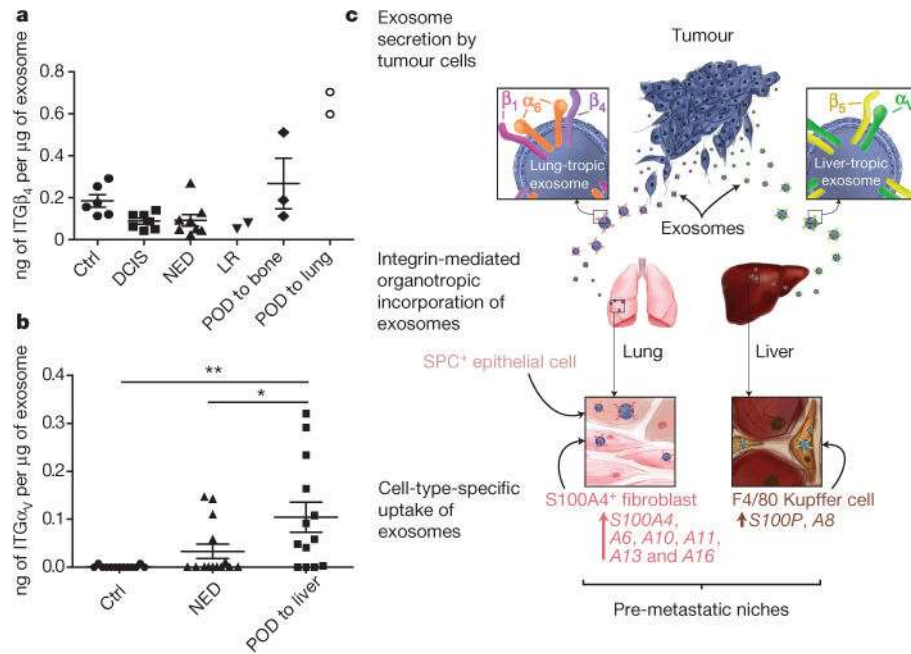 a
ng of ITGβ4 per μg of exosome
0.8
0.6
0.4
0.2
0
Ctrl
DCIS
NED
LR
POD to bone
POD to lung
b
ng of ITGαv per μg of exosome
0.4
0.3
0.2
0.1
0.0
**
*
Ctrl
NED
POD to liver
c
Exosome
secretion by
tumour cells
Tumour
β1
α6
β4
Lung-tropic
exosome
β5
αV
Liver-tropic
exosome
Exosomes
Integrin-mediated
organotropic
incorporation of
exosomes
Lung
Liver
SPC+ epithelial cell
Cell-type-specific
uptake of
exosomes
S100A4+ fibroblast
S100A4,
A6, A10, A11,
A13 and A16
F4/80 Kupffer cell
S100P, A8
Pre-metastatic niches